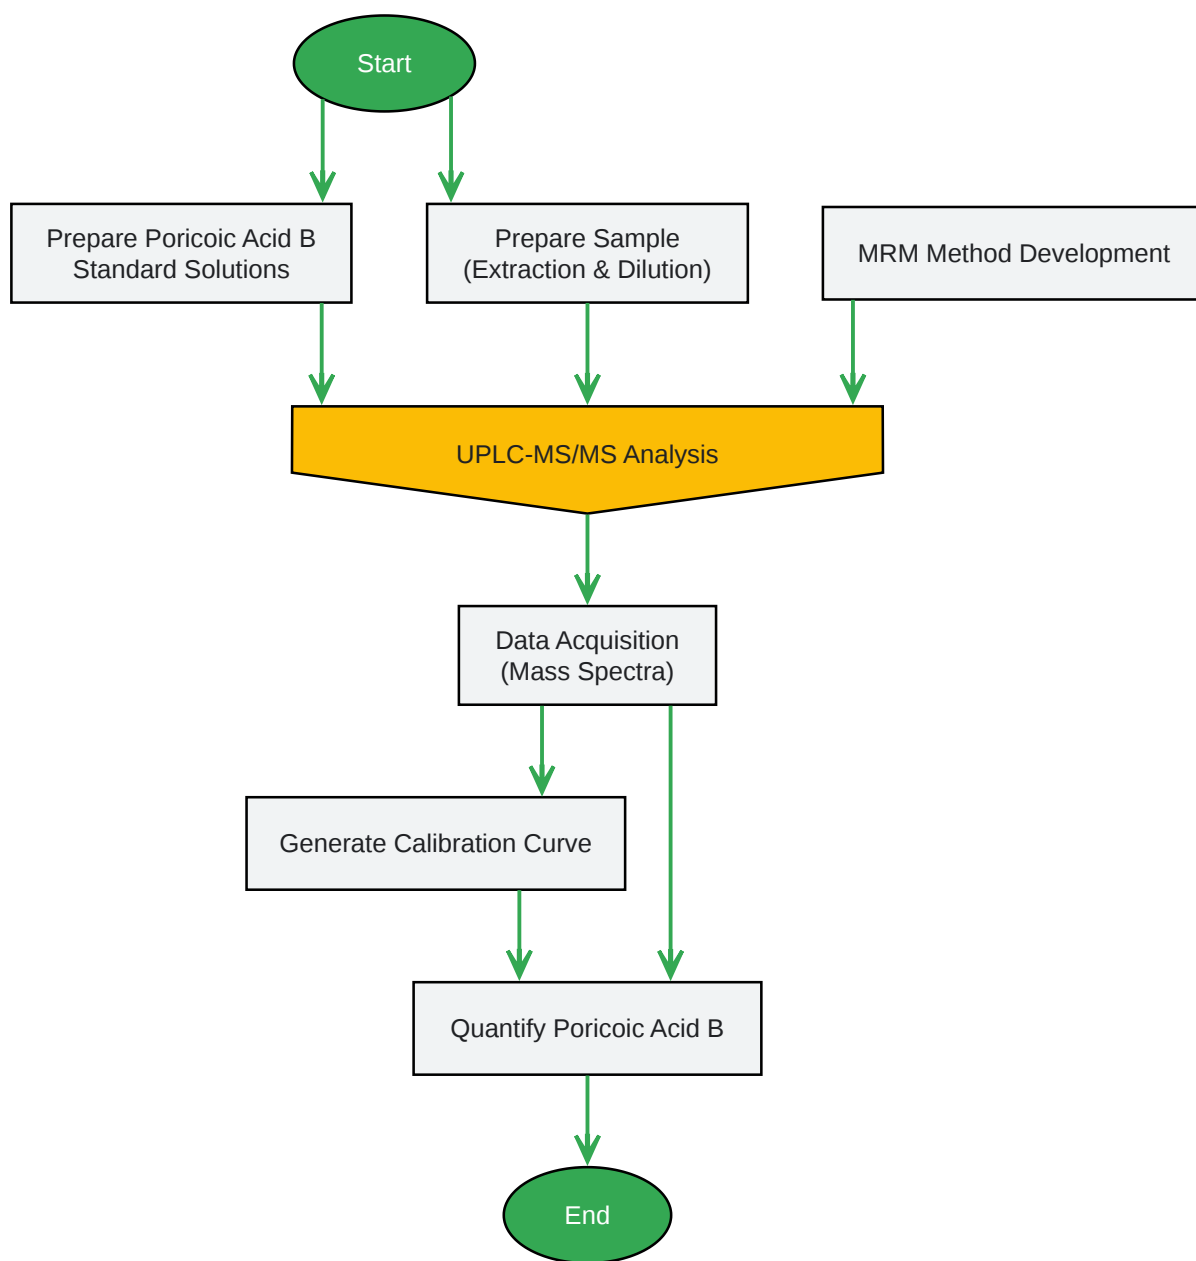 Start
Prepare Poricoic Acid B
Standard Solutions
Prepare Sample
(Extraction & Dilution)
MRM Method Development
UPLC-MS/MS Analysis
Data Acquisition
(Mass Spectra)
Generate Calibration Curve
Quantify Poricoic Acid B
End